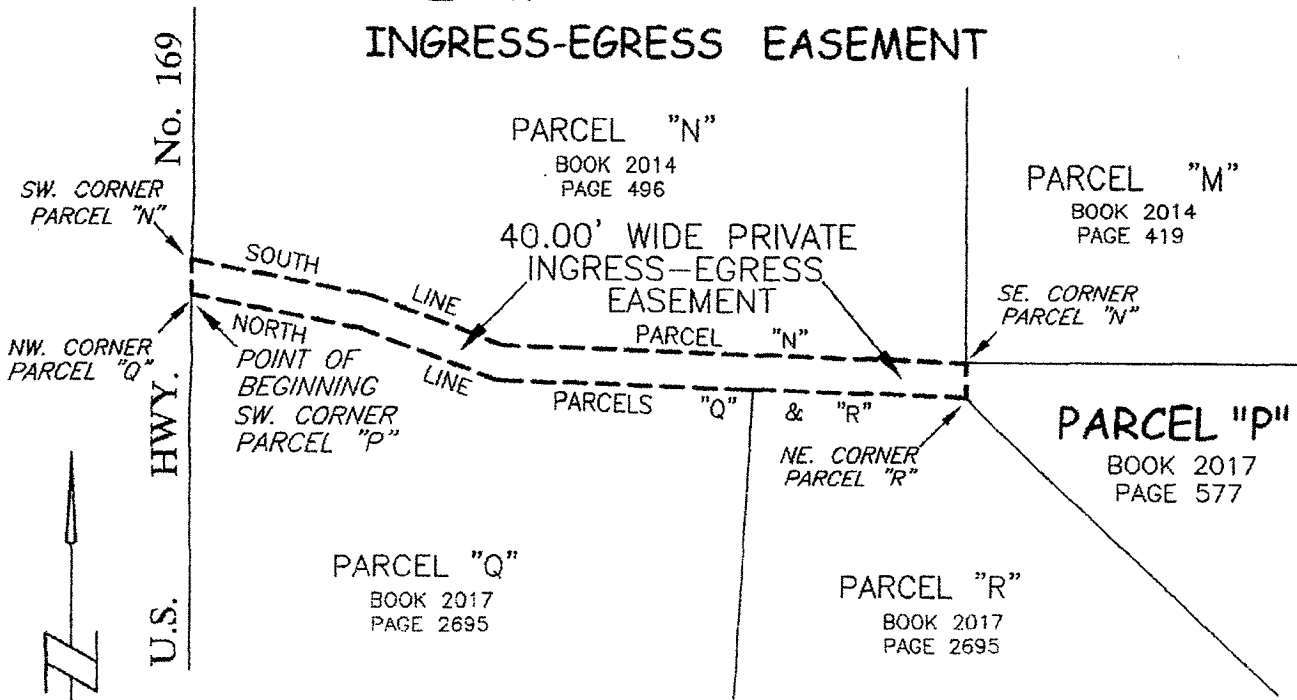 INGRESS-EGRESS EASEMENT
U.S. HWY. No. 169
PARCEL "N"
BOOK 2014
PAGE 496
PARCEL "M"
BOOK 2014
PAGE 419
SW. CORNER
PARCEL "N"
40.00' WIDE PRIVATE
INGRESS-EGRESS
EASEMENT
SOUTH LINE PARCEL "N"
SE. CORNER
PARCEL "N"
NW. CORNER
PARCEL "Q"
NORTH LINE PARCELS "Q" & "R"
POINT OF
BEGINNING
SW. CORNER
PARCEL "P"
NE. CORNER
PARCEL "R"
PARCEL "P"
BOOK 2017
PAGE 577
PARCEL "Q"
BOOK 2017
PAGE 2695
PARCEL "R"
BOOK 2017
PAGE 2695
N